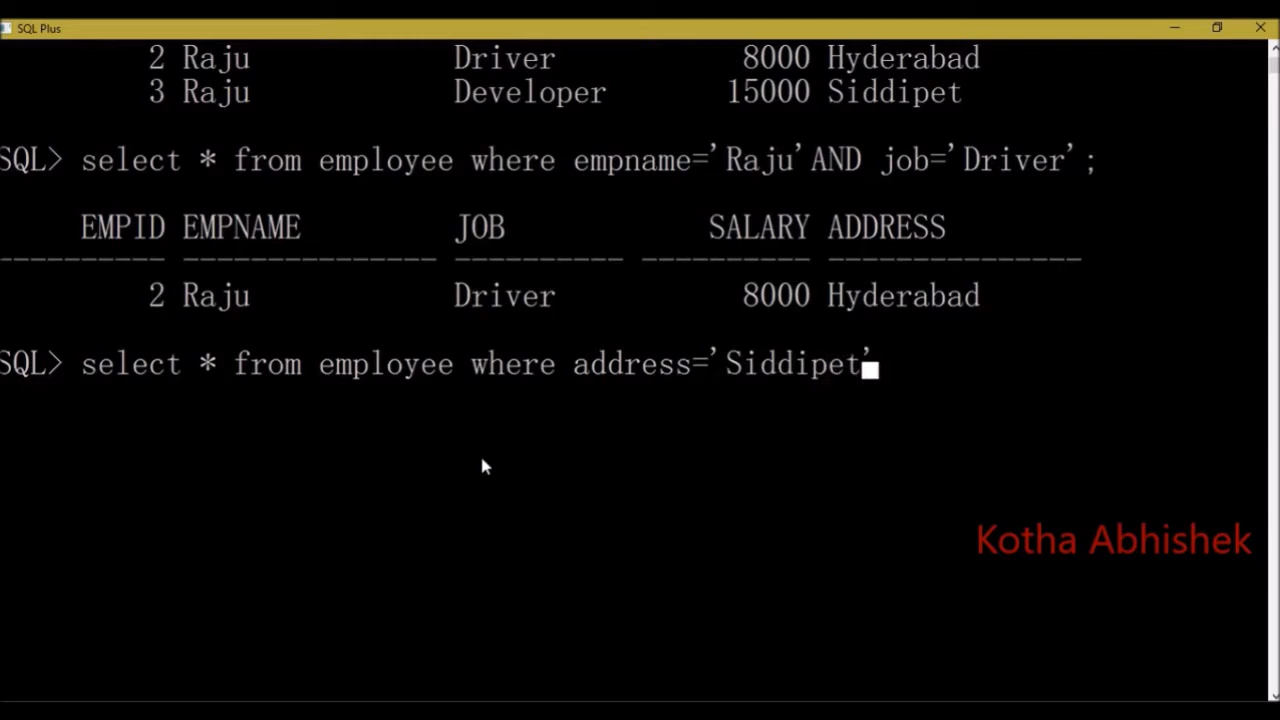 SQL Plus
2 Raju Driver 8000 Hyderabad
3 Raju Developer 15000 Siddipet
SQL> select * from employee where empname='Raju'AND job='Driver';
EMPID EMPNAME JOB SALARY ADDRESS
---------- --------------- ---------- ---------- ---------------
2 Raju Driver 8000 Hyderabad
SQL> select * from employee where address='Siddipet'
Kotha Abhishek